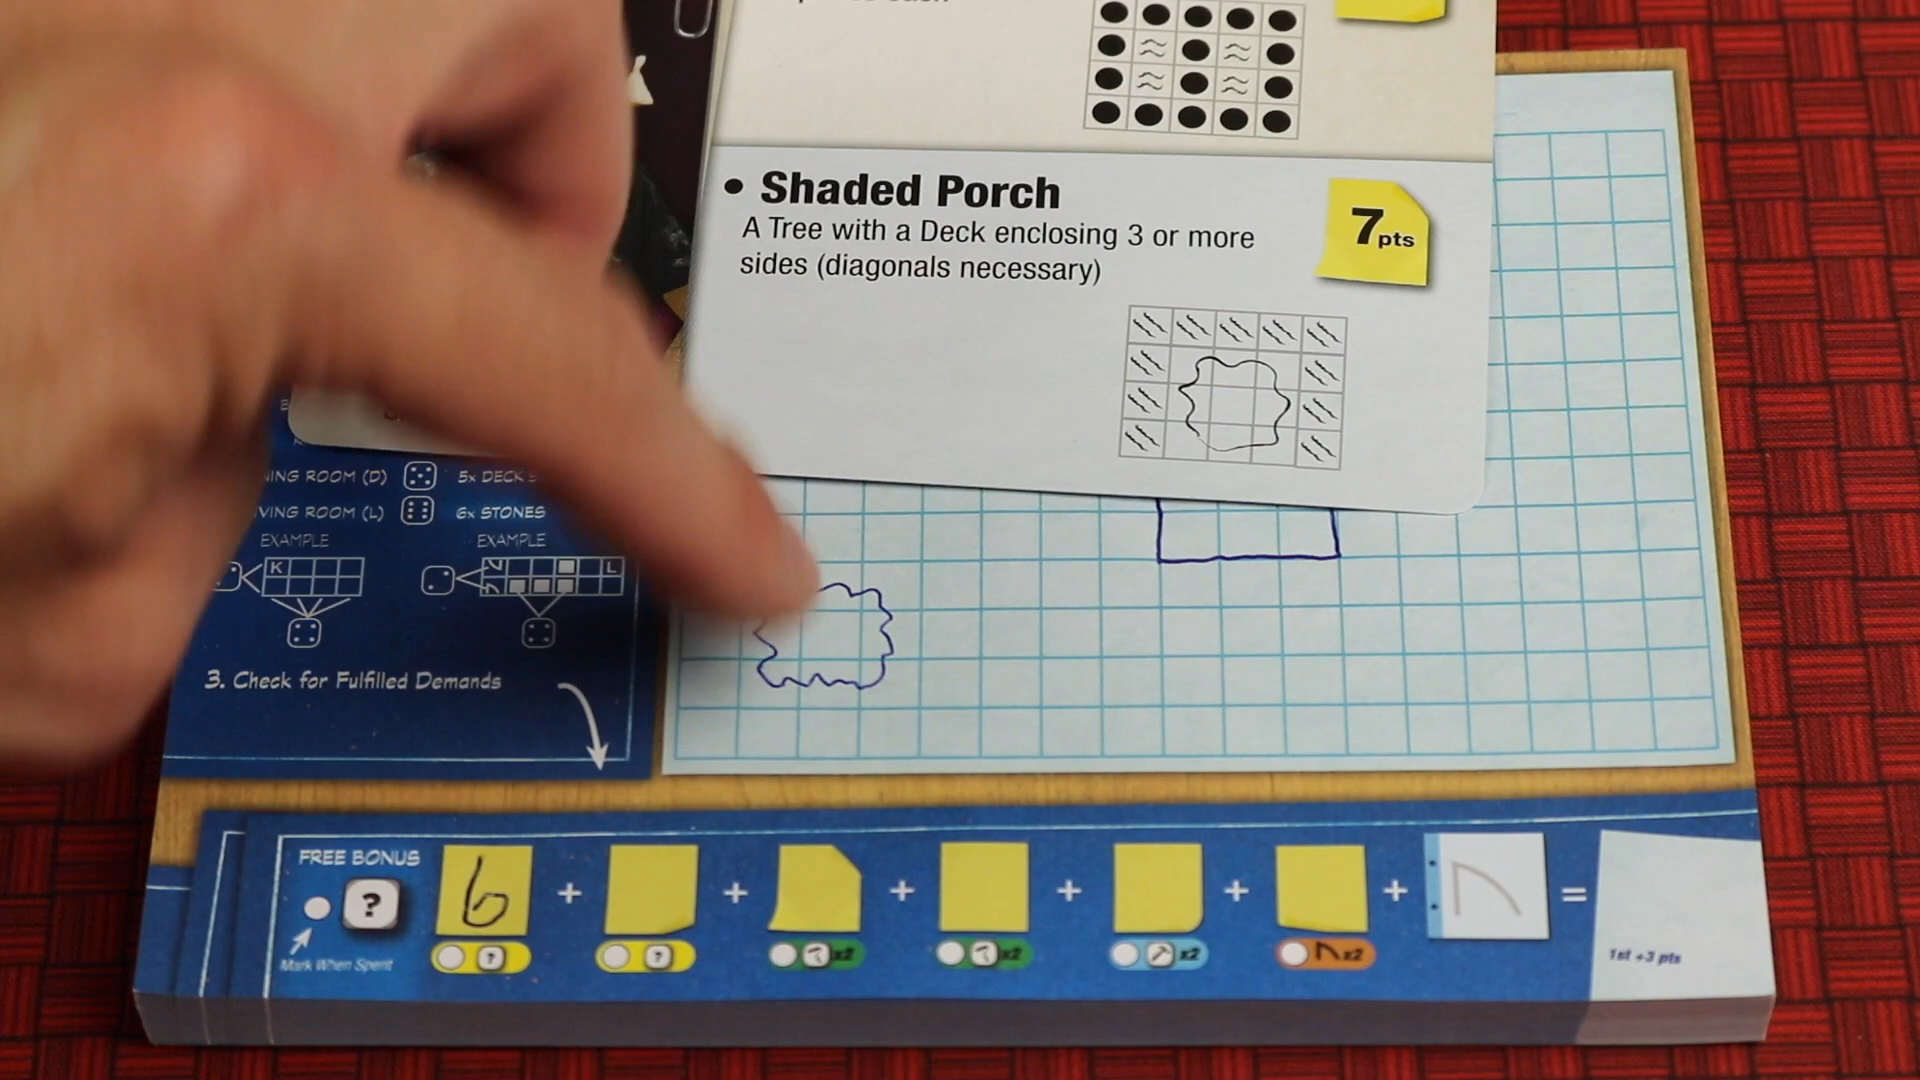 • Shaded Porch
A Tree with a Deck enclosing 3 or more
sides (diagonals necessary)
7pts
NING ROOM (D)
5x DECK
VING ROOM (L)
6x STONES
EXAMPLE
EXAMPLE
K
L
3. Check for Fulfilled Demands
FREE BONUS
?
6 + + + + + + =
? ? x2 x2 x2 x2
Mark When Spent
1st +3 pts